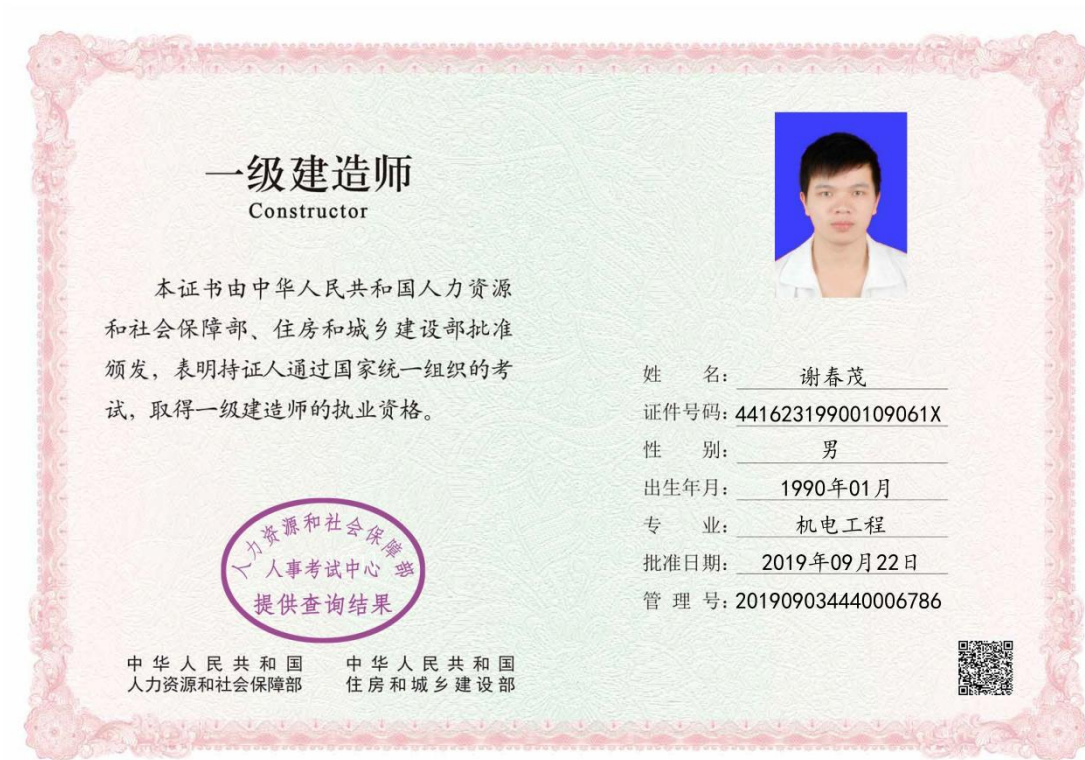 一级建造师
Constructor
本证书由中华人民共和国人力资源
和社会保障部、住房和城乡建设部批准
颁发，表明持证人通过国家统一组织的考
试，取得一级建造师的执业资格。
人力资源和社会保障部
人事考试中心
提供查询结果
中华人民共和国
人力资源和社会保障部
中华人民共和国
住房和城乡建设部
姓名：谢春茂
证件号码：44162319900109061X
性别：男
出生年月：1990年01月
专业：机电工程
批准日期：2019年09月22日
管理号：201909034440006786